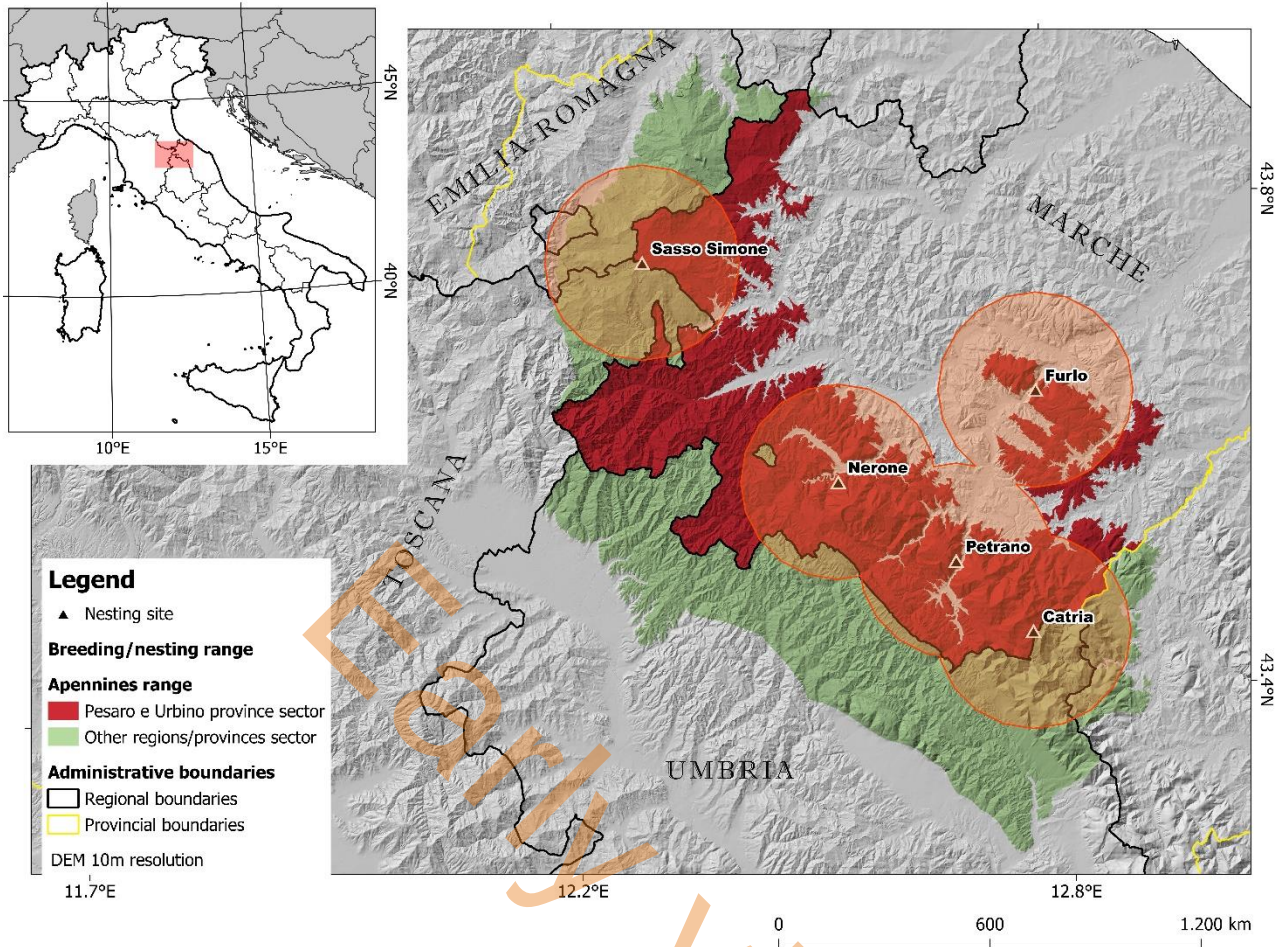 45°N
40°N
10°E
15°E
EMILIA-ROMAGNA
MARCHE
TOSCANA
UMBRIA
Sasso Simone
Furlo
Nerone
Petrano
Catria
43.8°N
43.4°N
Legend
Nesting site
Breeding/nesting range
Apennines range
Pesaro e Urbino province sector
Other regions/provinces sector
Administrative boundaries
Regional boundaries
Provincial boundaries
DEM 10m resolution
11.7°E
12.2°E
12.8°E
0 600 1.200 km
Early